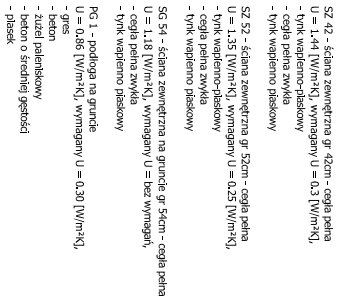 SZ 42 - ściana zewnętrzna gr  42cm - cegła pełna
U = 1.44 [W/m²K], wymagany U = 0.3 [W/m²K],
- tynk wapienno-piaskowy
- cegła pełna zwykła
- tynk wapienno piaskowy
SZ 52 - ściana zewnętrzna gr  52cm - cegła pełna
U = 1.35 [W/m²K], wymagany U = 0.25 [W/m²K],
- tynk wapienno-piaskowy
- cegła pełna zwykła
- tynk wapienno piaskowy
SG 54 - ściana zewnętrzna na gruncie gr  54cm - cegła pełna
U = 1.18 [W/m²K], wymagany U = bez wymagań,
- cegła pełna zwykła
- tynk wapienno piaskowy
PG 1 - podłoga na gruncie
U = 0.86 [W/m²K], wymagany U = 0.30 [W/m²K],
- gres
- beton
- żużel paleńskowy
- beton o średniej gęstości
- piasek